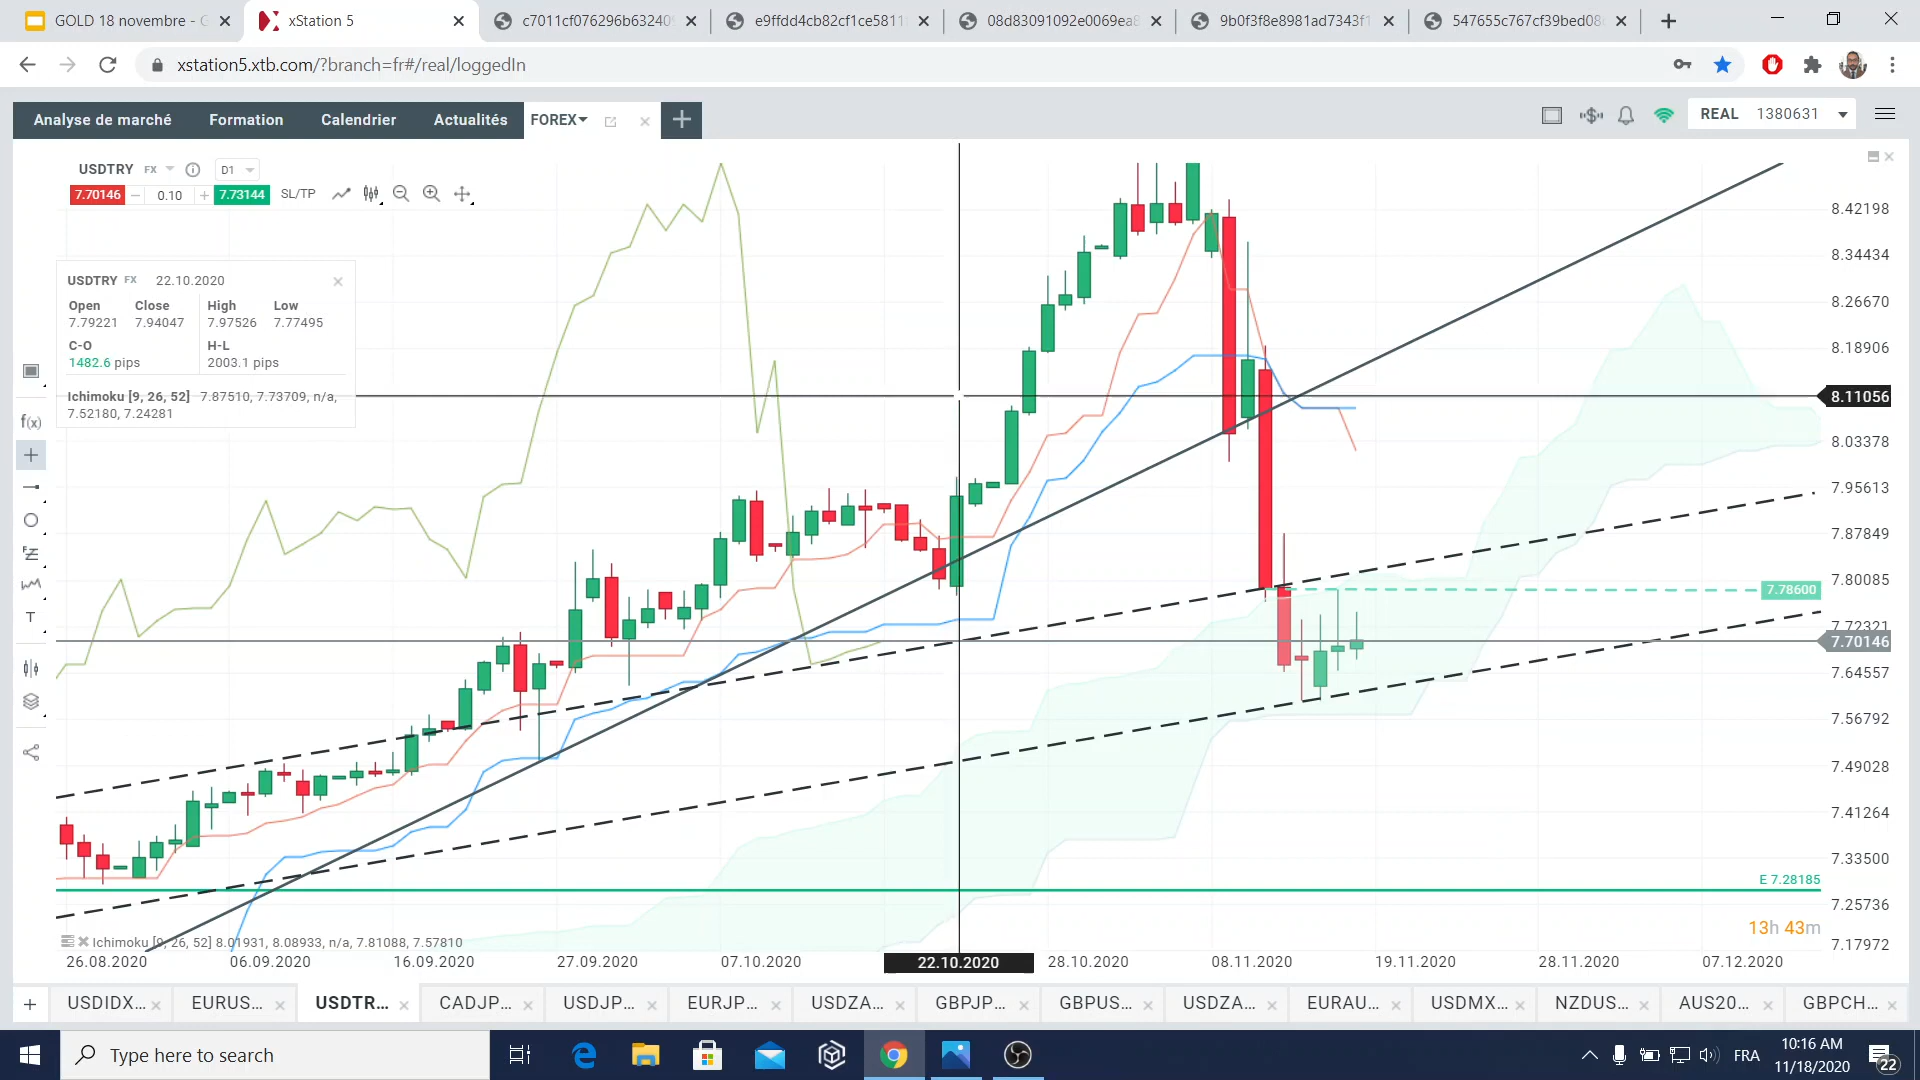 GOLD 18 novembre - G
xStation 5
c7011cf076296b632409
e9ffdd4cb82cf1ce5811
08d83091092e0069ea8
9b0f3f8e8981ad7343f1
547655c767cf39bed08
xstation5.xtb.com/?branch=fr#/real/loggedIn
Analyse de marché Formation Calendrier Actualités FOREX
REAL 1380631
USDTRY FX D1
7.70146 0.10 7.73144 SL/TP
USDTRY FX 22.10.2020
Open Close High Low
7.79221 7.94047 7.97526 7.77495
C-O H-L
1482.6 pips 2003.1 pips
Ichimoku [9, 26, 52] 7.87510, 7.73709, n/a,
7.52180, 7.24281
f(x)
T
8.42198
8.34434
8.26670
8.18906
8.11056
8.03378
7.95613
7.87849
7.80085
7.78600
7.72321
7.70146
7.64557
7.56792
7.49028
7.41264
7.33500
E 7.28185
7.25736
13h 43m
7.17972
Ichimoku [9, 26, 52] 8.01931, 8.08933, n/a, 7.81088, 7.57810
26.08.2020 06.09.2020 16.09.2020 27.09.2020 07.10.2020 22.10.2020 28.10.2020 08.11.2020 19.11.2020 28.11.2020 07.12.2020
USDIDX... EURUS... USDTR... CADJP... USDJP... EURJP... USDZA... GBPJP... GBPUS... USDZA... EURAU... USDMX... NZDUS... AUS20... GBPCH...
Type here to search
FRA
10:16 AM
11/18/2020
22